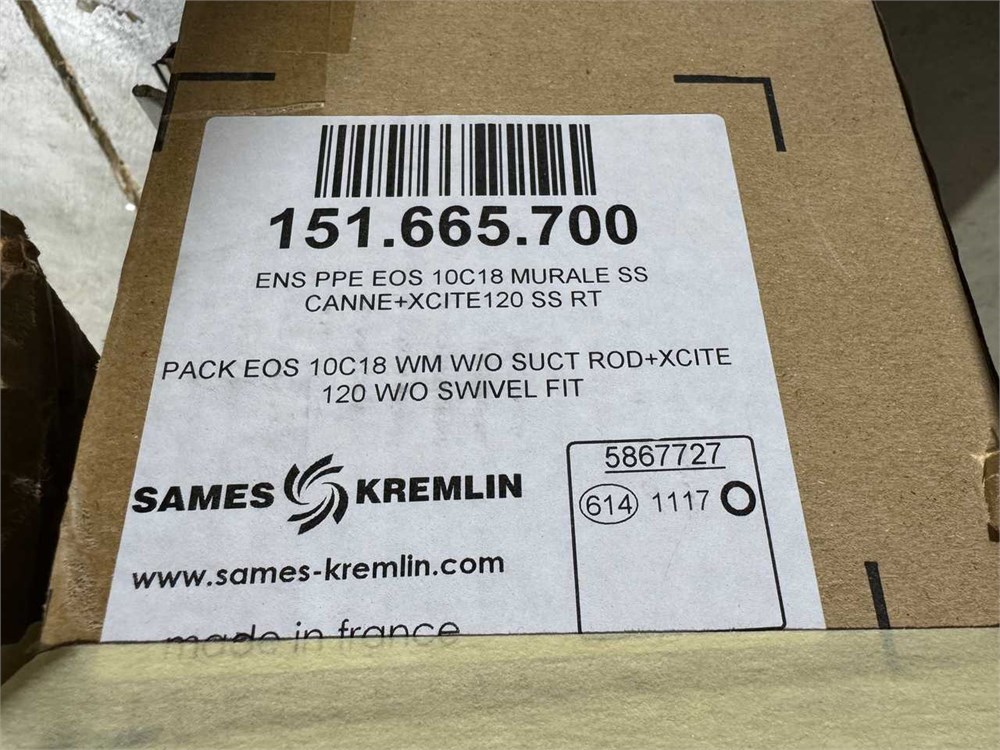 151.665.700
ENS PPE EOS 10C18 MURALE SS
CANNE+XCITE120 SS RT
PACK EOS 10C18 WM W/O SUCT ROD+XCITE
120 W/O SWIVEL FIT
SAMES KREMLIN
www.sames-kremlin.com
made in france
5867727
614 1117 O